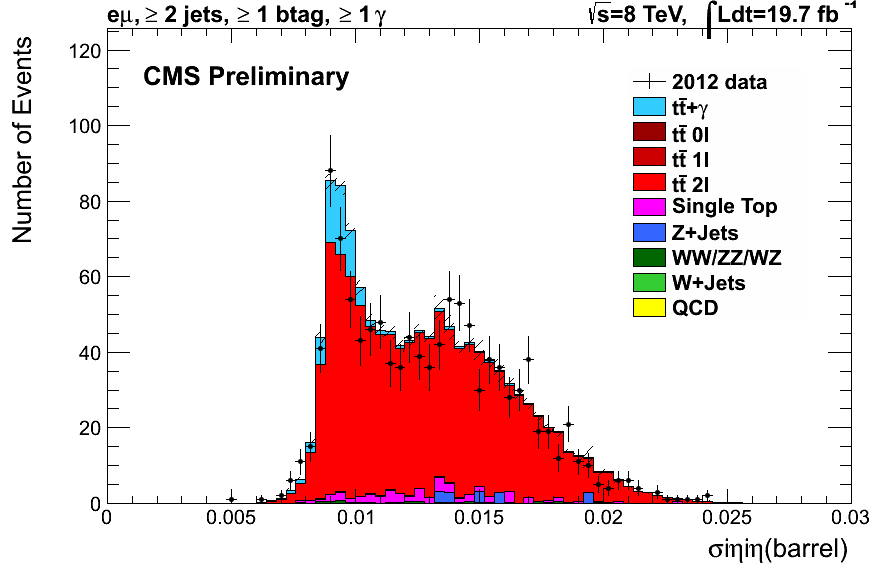 eμ, ≥ 2 jets, ≥ 1 btag, ≥ 1 γ
√s=8 TeV, ∫Ldt=19.7 fb⁻¹
CMS Preliminary
2012 data
tt̄+γ
tt̄ 0l
tt̄ 1l
tt̄ 2l
Single Top
Z+Jets
WW/ZZ/WZ
W+Jets
QCD
Number of Events
120
100
80
60
40
20
0
0 0.005 0.01 0.015 0.02 0.025 0.03
σiηiη(barrel)